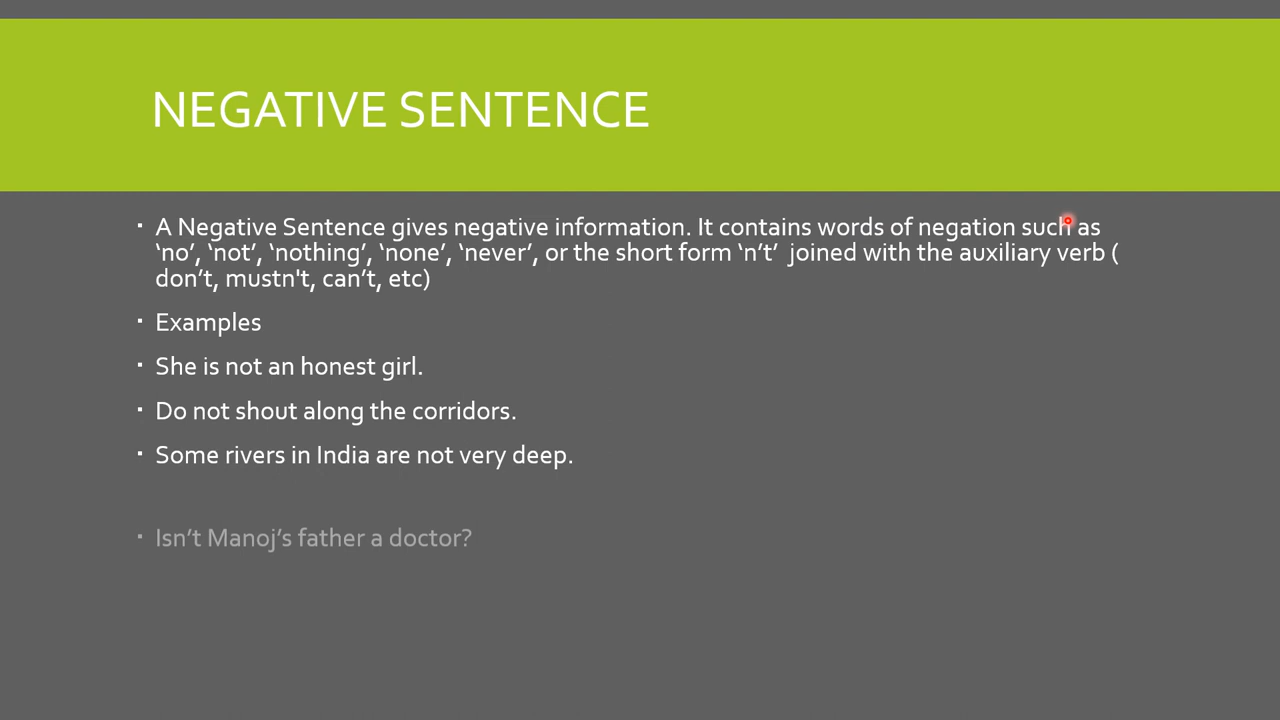 NEGATIVE SENTENCE
▪ A Negative Sentence gives negative information. It contains words of negation such as
‘no’, ‘not’, ‘nothing’, ‘none’, ‘never’, or the short form ‘n’t’ joined with the auxiliary verb (
don’t, mustn't, can’t, etc)
▪ Examples
▪ She is not an honest girl.
▪ Do not shout along the corridors.
▪ Some rivers in India are not very deep.
▪ Isn’t Manoj’s father a doctor?